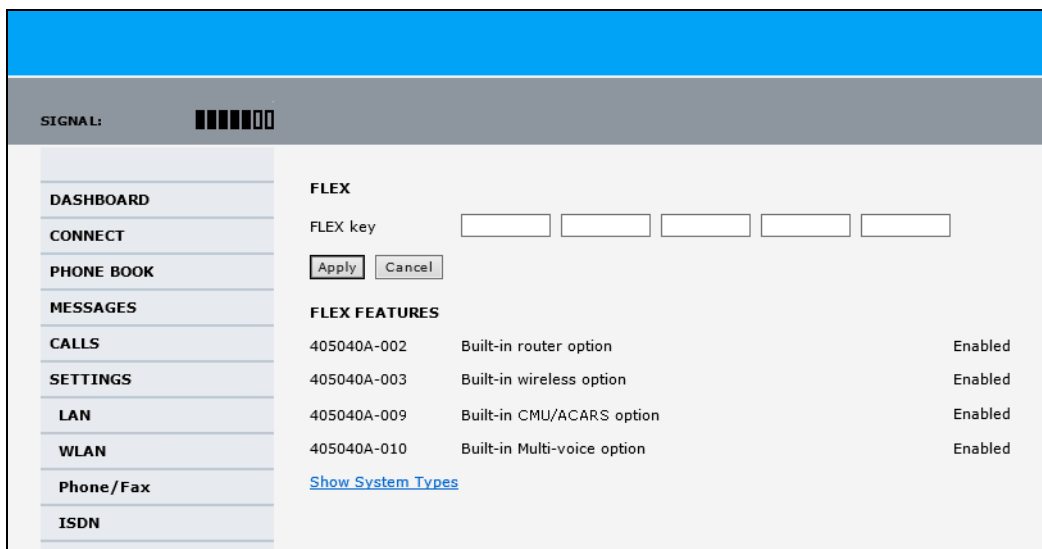 SIGNAL:
DASHBOARD
CONNECT
PHONE BOOK
MESSAGES
CALLS
SETTINGS
LAN
WLAN
Phone/Fax
ISDN
FLEX
FLEX key
Apply Cancel
FLEX FEATURES
405040A-002 Built-in router option Enabled
405040A-003 Built-in wireless option Enabled
405040A-009 Built-in CMU/ACARS option Enabled
405040A-010 Built-in Multi-voice option Enabled
Show System Types